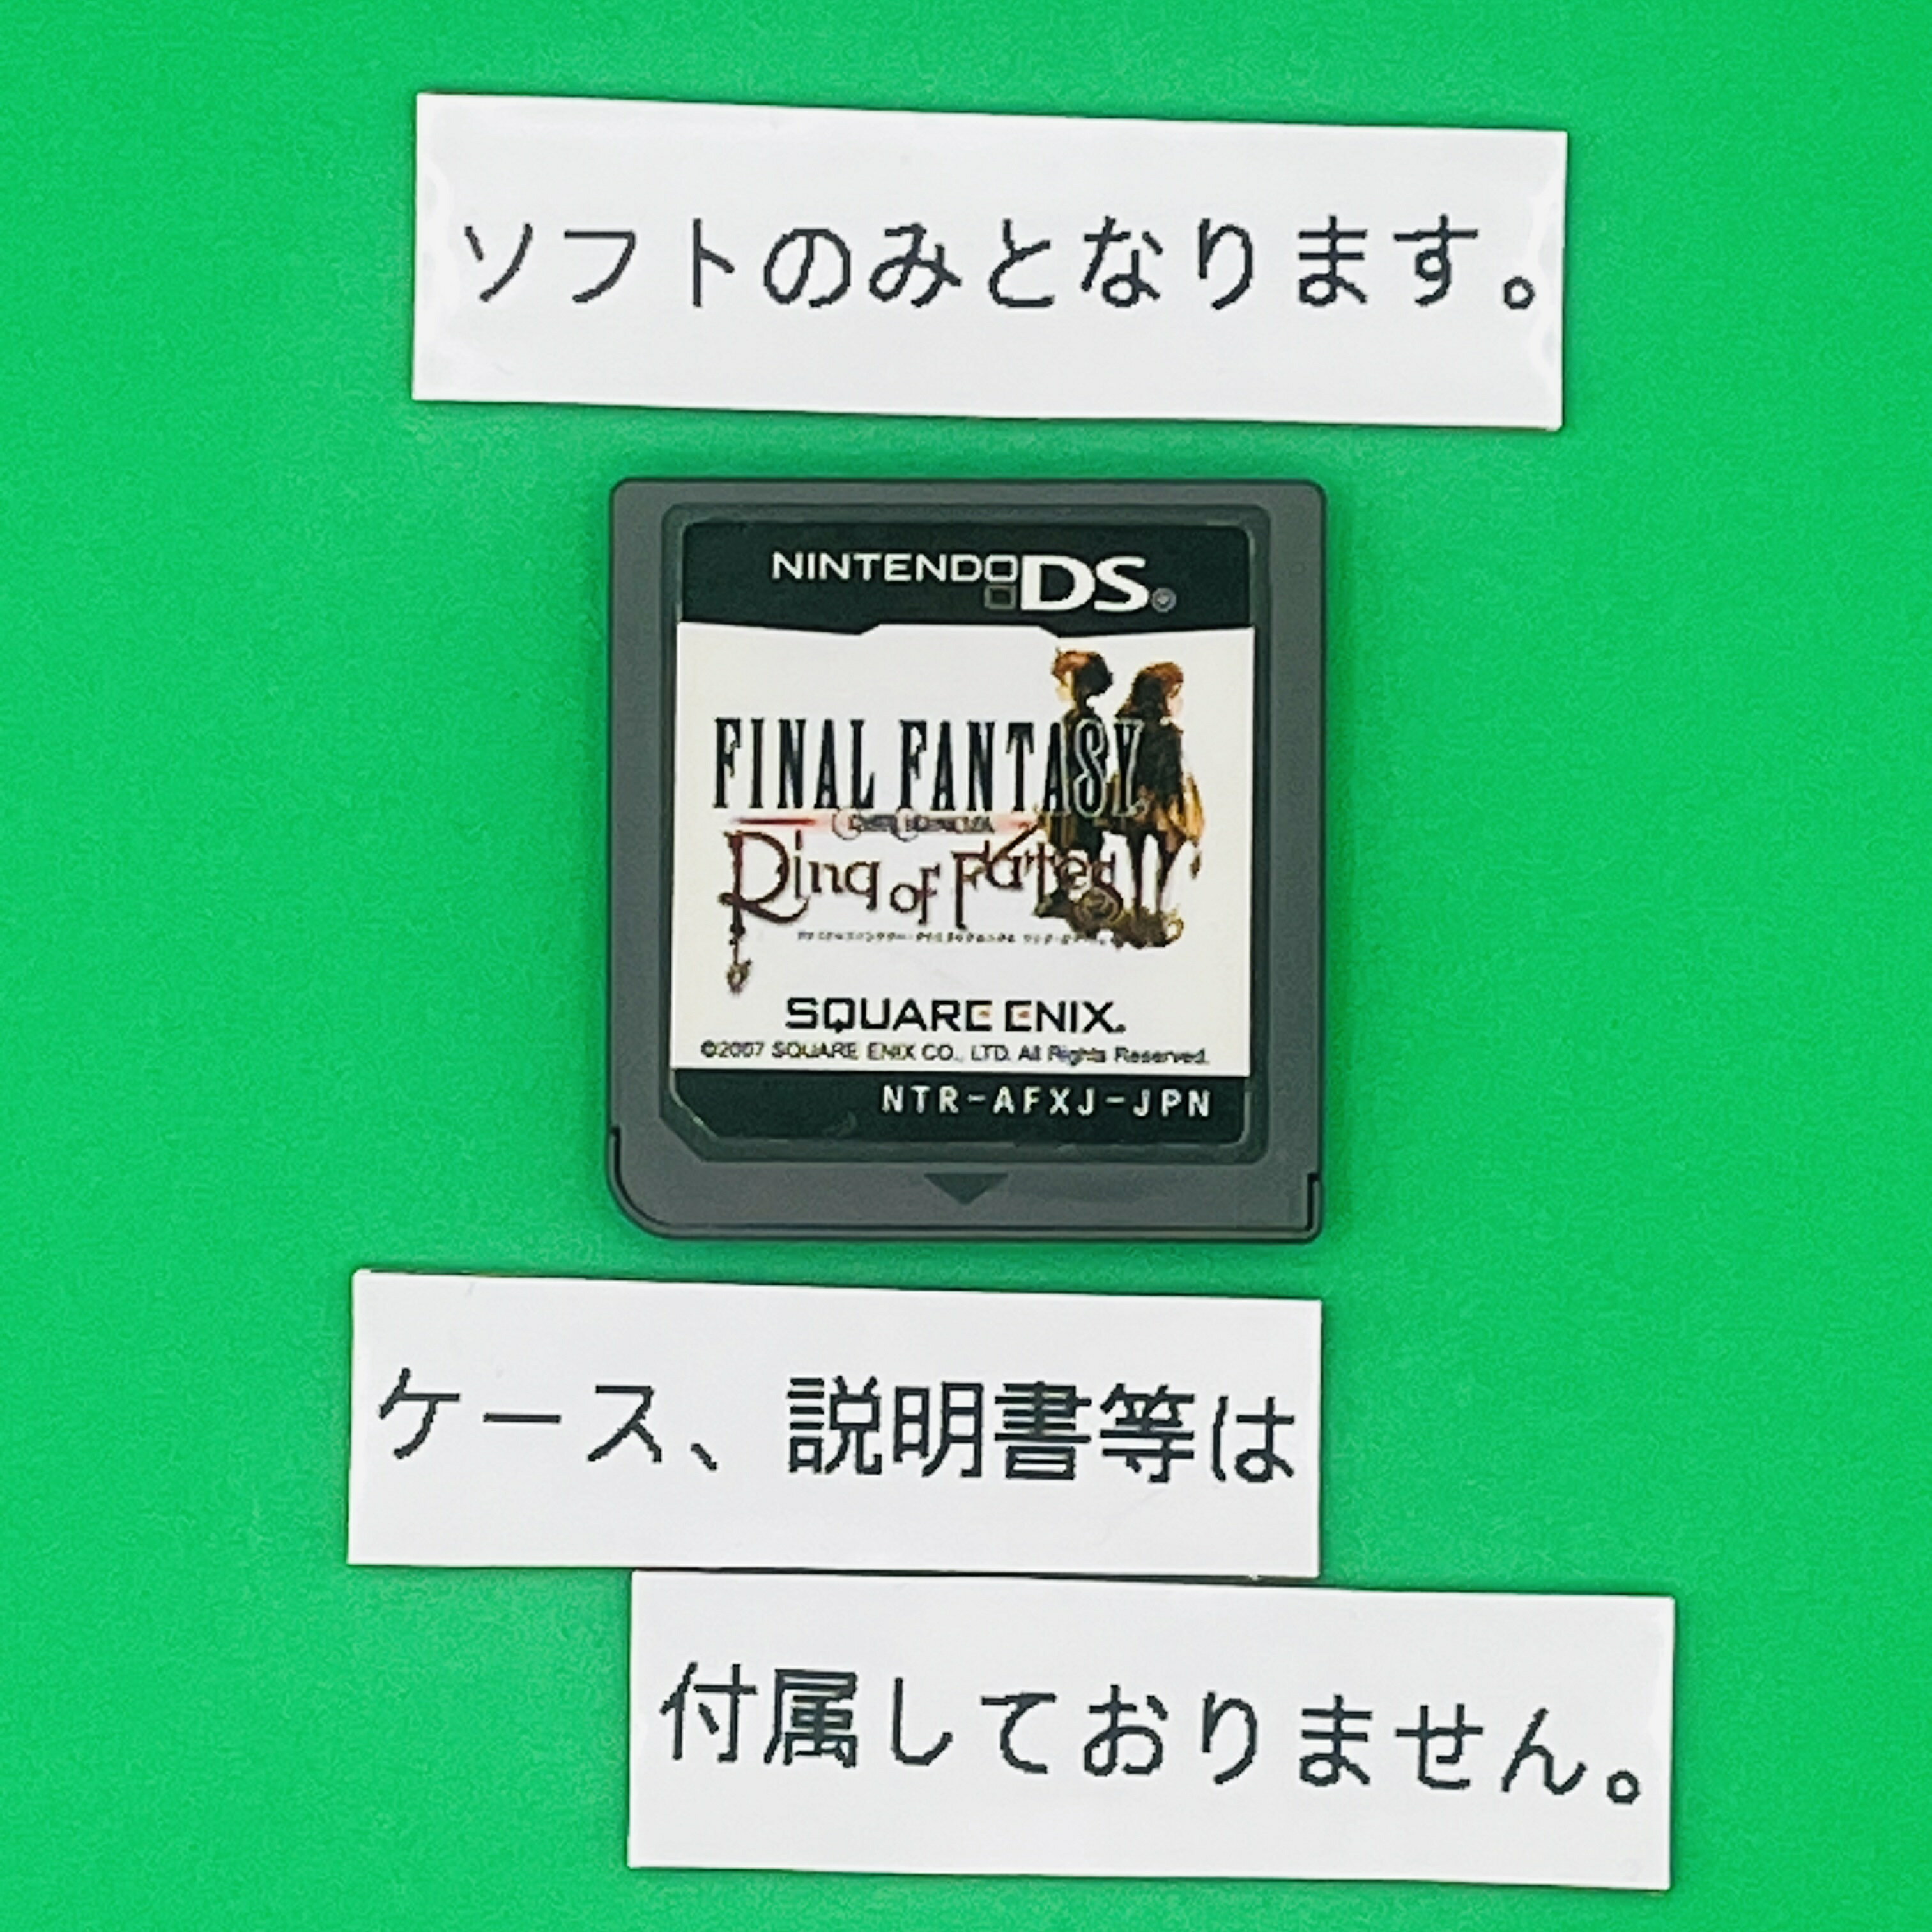 ソフトのみとなります。
NINTENDO DS
FINAL FANTASY
Ring of Fates
SQUARE ENIX.
©2007 SQUARE ENIX CO., LTD. All Rights Reserved.
NTR-AFXJ-JPN
ケース、説明書等は
付属しておりません。